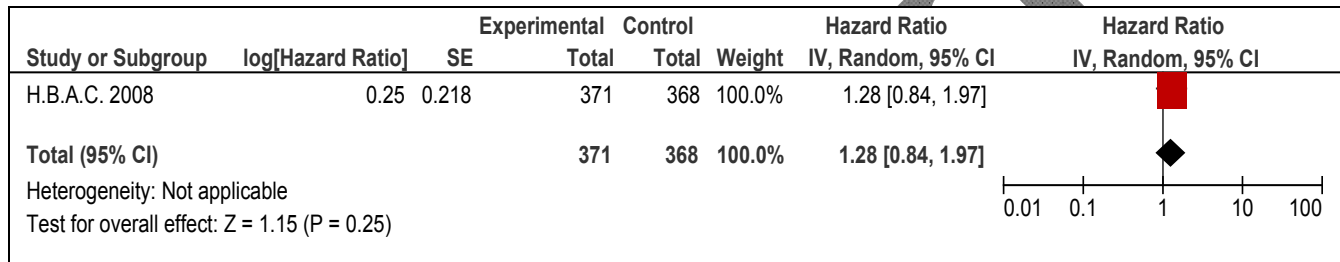 Experimental Control Hazard Ratio Hazard Ratio
Study or Subgroup log[Hazard Ratio] SE Total Total Weight IV, Random, 95% CI IV, Random, 95% CI
H.B.A.C. 2008 0.25 0.218 371 368 100.0% 1.28 [0.84, 1.97]
Total (95% CI) 371 368 100.0% 1.28 [0.84, 1.97]
Heterogeneity: Not applicable
0.01 0.1 1 10 100
Test for overall effect: Z = 1.15 (P = 0.25)